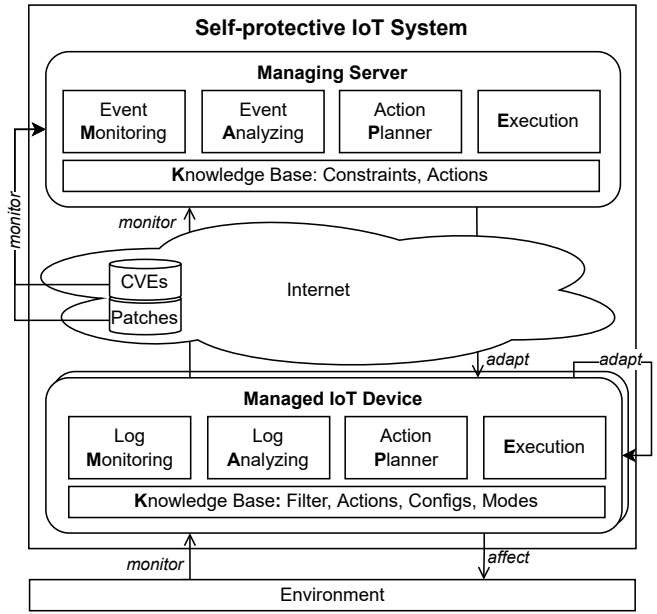 Self-protective IoT System
Managing Server
Event
Monitoring
Event
Analyzing
Action
Planner
Execution
Knowledge Base: Constraints, Actions
monitor
monitor
CVEs
Patches
Internet
adapt
adapt
Managed IoT Device
Log
Monitoring
Log
Analyzing
Action
Planner
Execution
Knowledge Base: Filter, Actions, Configs, Modes
monitor
affect
Environment